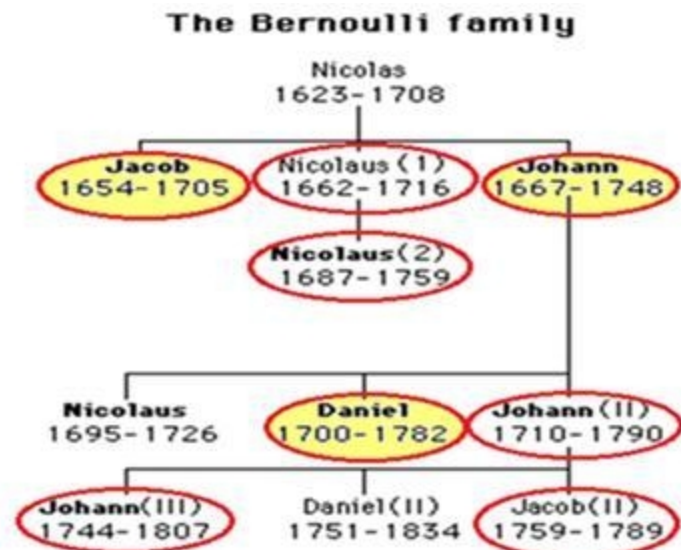 The Bernoulli family
Nicolas
1623-1708
Jacob
1654-1705
Nicolaus(1)
1662-1716
Johann
1667-1748
Nicolaus(2)
1687-1759
Nicolaus
1695-1726
Daniel
1700-1782
Johann(II)
1710-1790
Johann(III)
1744-1807
Daniel(II)
1751-1834
Jacob(II)
1759-1789